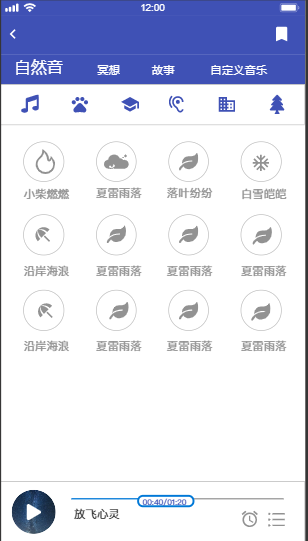 12:00
自然音 冥想 故事 自定义音乐
小柴燃燃 夏雷雨落 落叶纷纷 白雪皑皑
沿岸海浪 夏雷雨落 夏雷雨落 夏雷雨落
沿岸海浪 夏雷雨落 夏雷雨落 夏雷雨落
00:40/01:20
放飞心灵